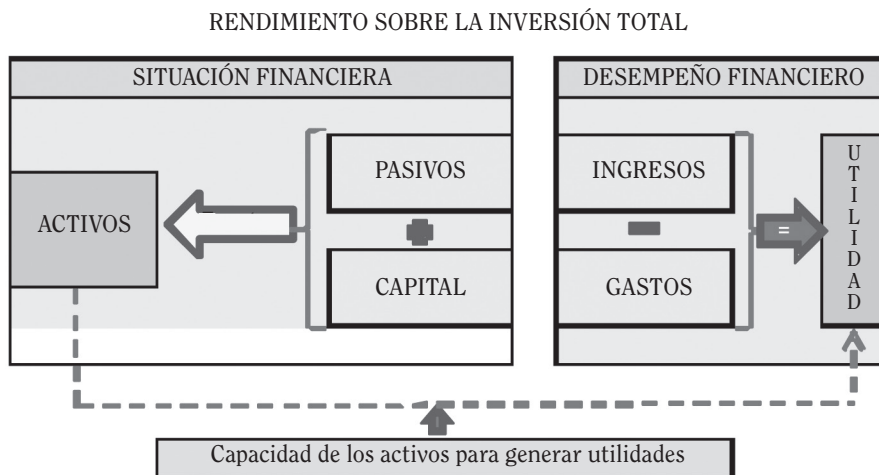 RENDIMIENTO SOBRE LA INVERSIÓN TOTAL
SITUACIÓN FINANCIERA
ACTIVOS
PASIVOS
CAPITAL
DESEMPEÑO FINANCIERO
INGRESOS
GASTOS
=
UTILIDAD
Capacidad de los activos para generar utilidades